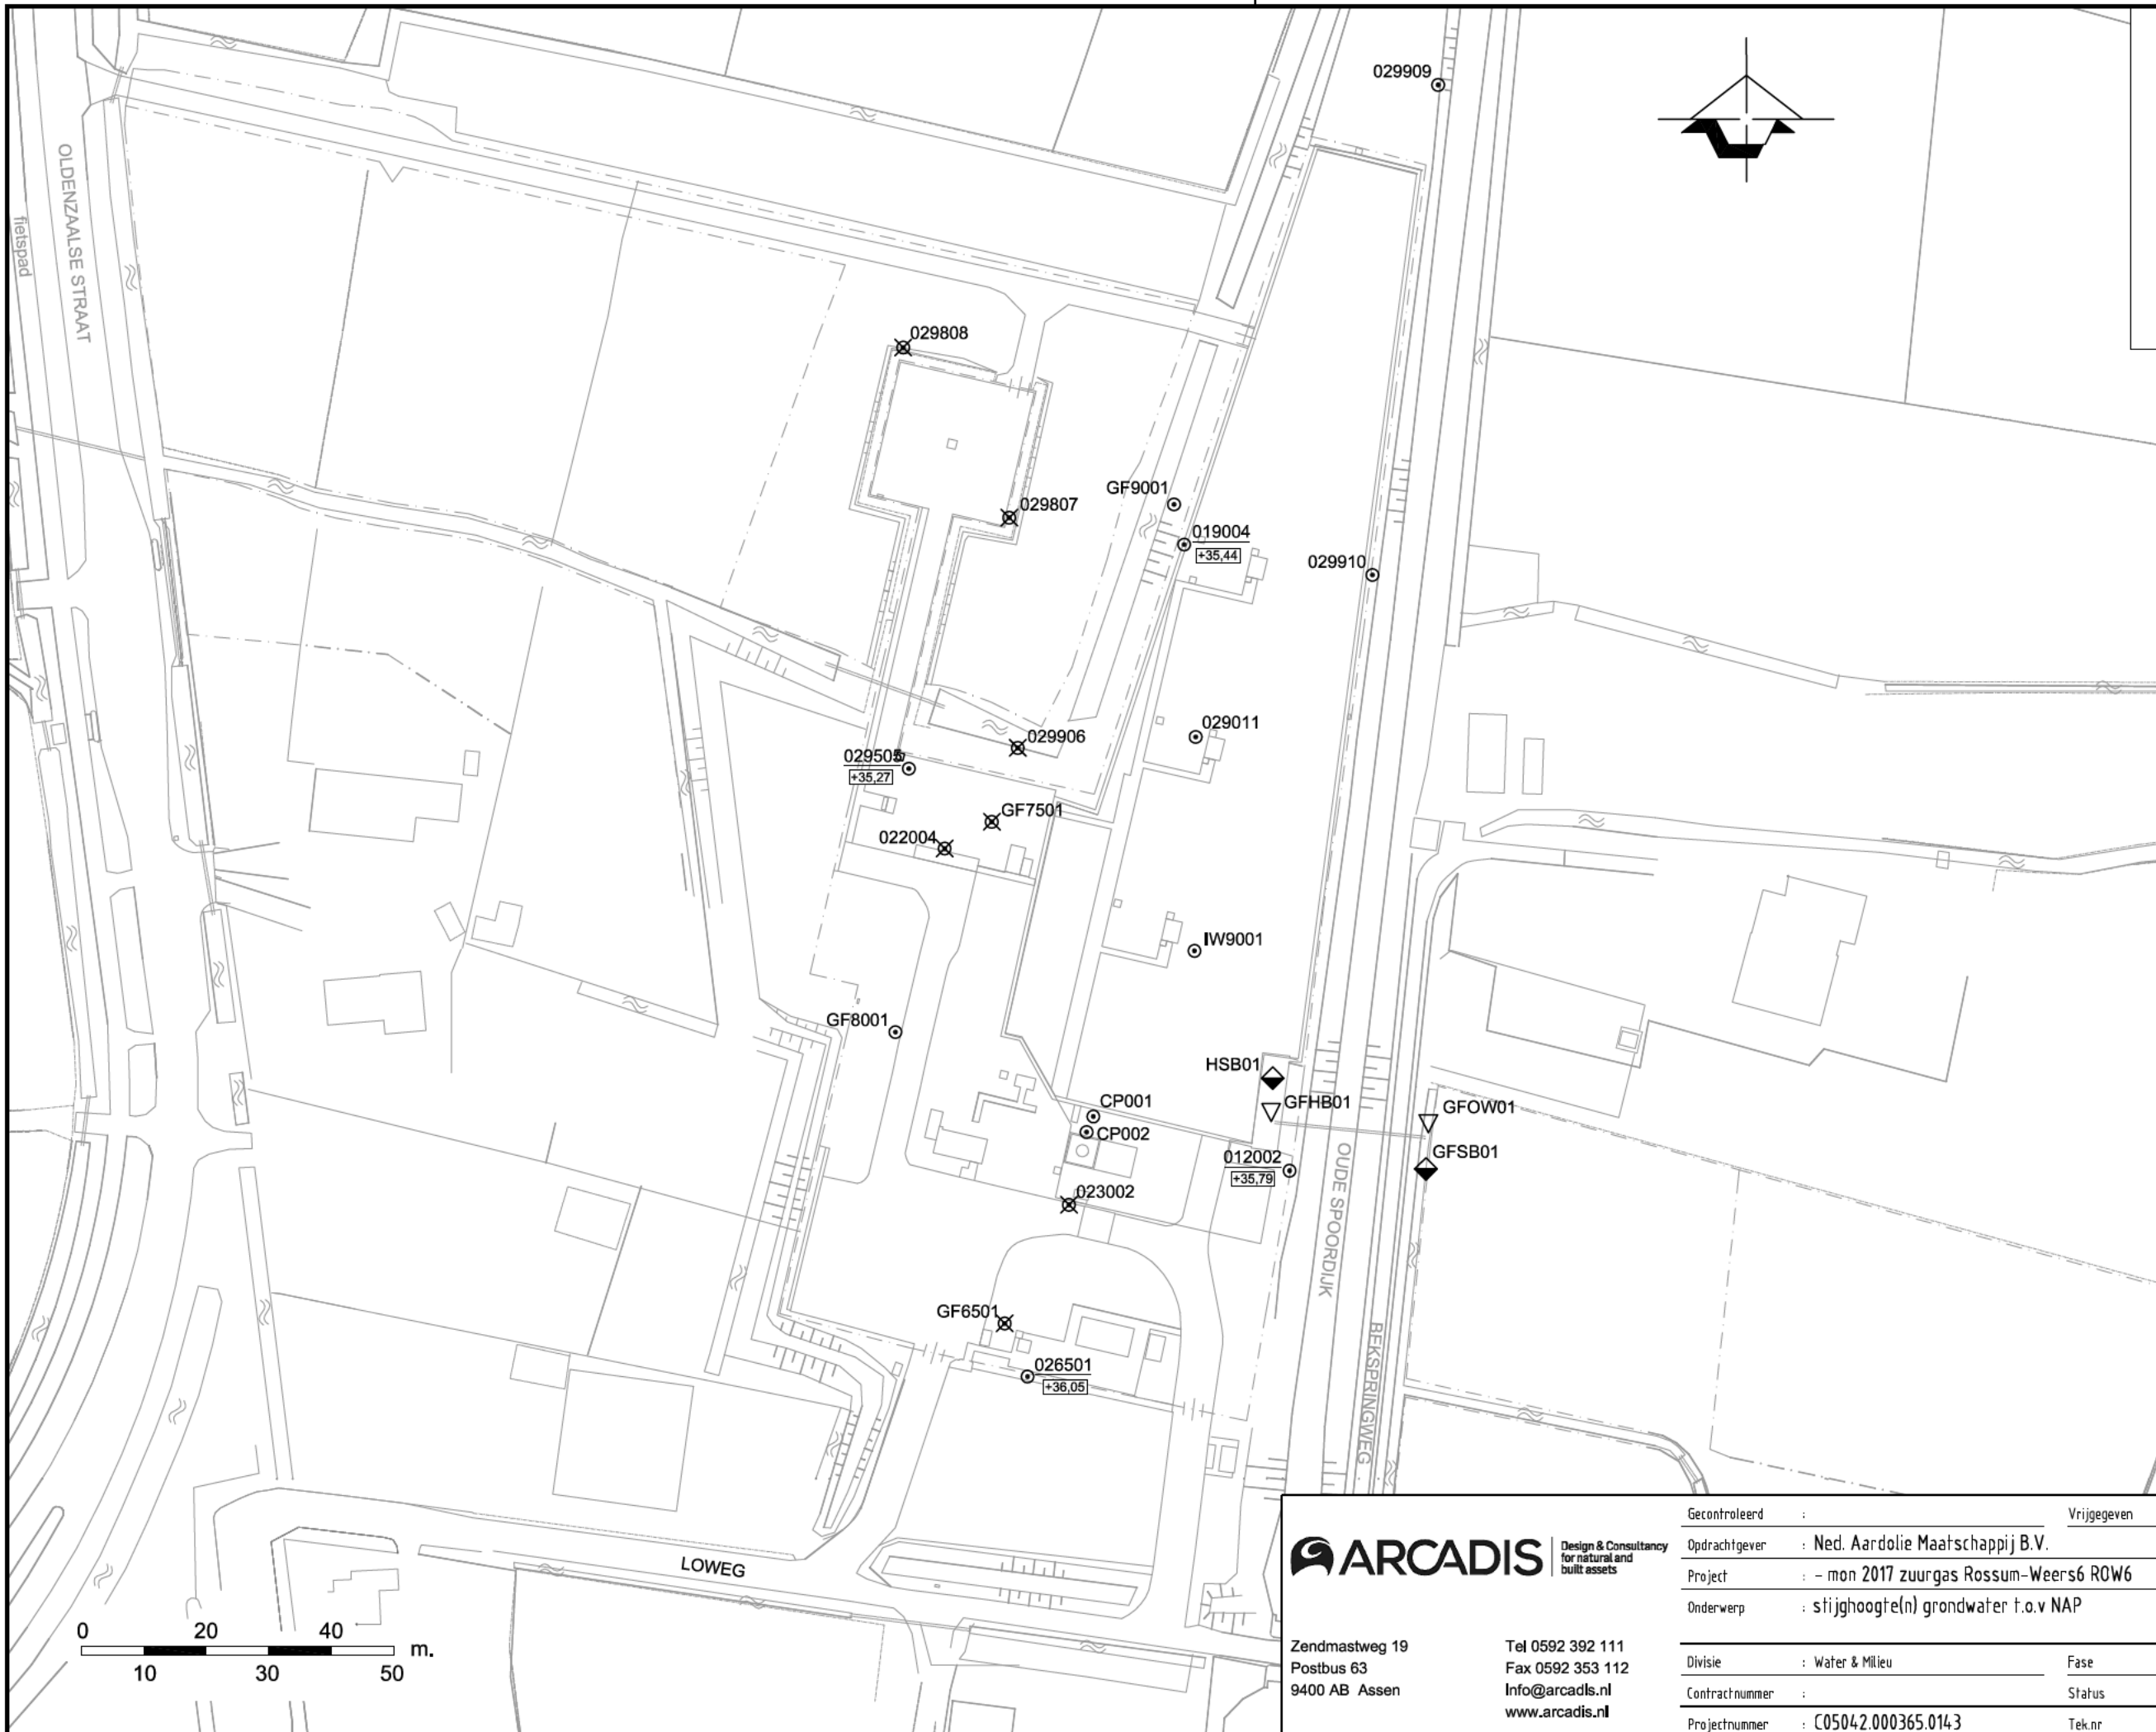 029909
OLDENZAALSE STRAAT
fietspad
029808
029807
GF9001
019004
+35,44
029910
029011
029906
+35,27
GF7501
022004
IW9001
GF8001
HSB01
GFHB01
GFOW01
GFSB01
CP001
CP002
012002
+35,79
023002
OUDE SPOORDIJK
BEKSPRINGWEG
GF6501
026501
+36,05
LOWEG
0 20 40
m.
10 30 50
ARCADIS
Design & Consultancy
for natural and
built assets
Zendmastweg 19
Postbus 63
9400 AB Assen
Tel 0592 392 111
Fax 0592 353 112
Info@arcadis.nl
www.arcadis.nl
Gecontroleerd : Vrijgegeven
Opdrachtgever : Ned. Aardolie Maatschappij B.V.
Project : - mon 2017 zuurgas Rossum-Weers6 ROW6
Onderwerp : stijghoogte(n) grondwater t.o.v NAP
Divisie : Water & Milieu Fase
Contractnummer : Status
Projectnummer : C05042.000365.0143 Tek.nr